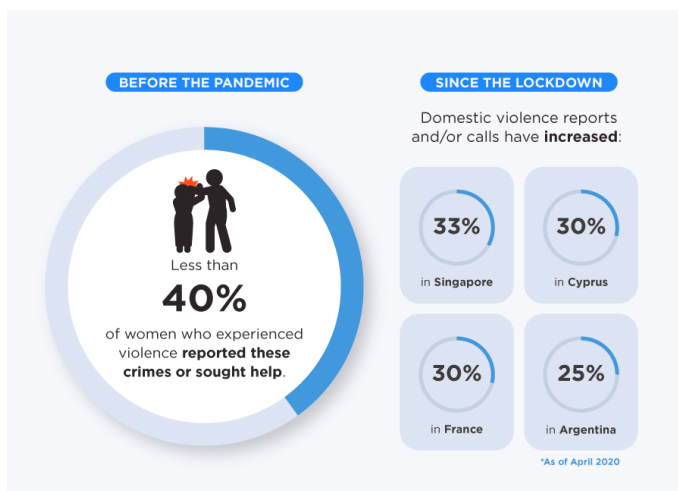 BEFORE THE PANDEMIC
Less than
40%
of women who experienced
violence reported these
crimes or sought help.
SINCE THE LOCKDOWN
Domestic violence reports
and/or calls have increased:
33%
in Singapore
30%
in Cyprus
30%
in France
25%
in Argentina
*As of April 2020